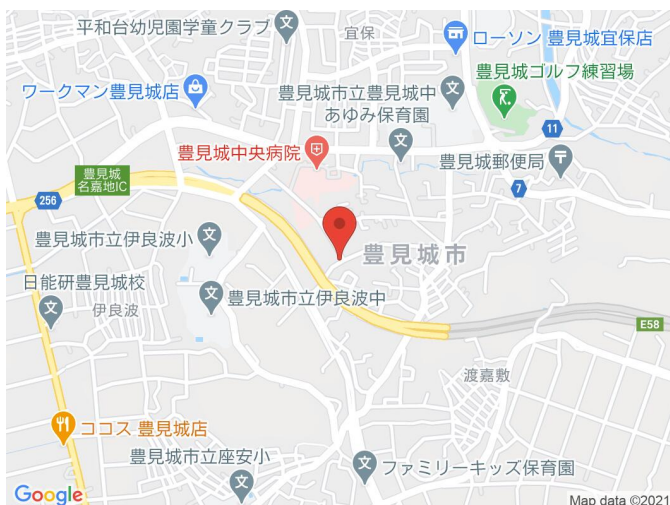 平和台幼児園学童クラブ
宜保
ローソン 豊見城宜保店
ワークマン豊見城店
豊見城市立豊見城中
あゆみ保育園
豊見城ゴルフ練習場
11
豊見城中央病院
豊見城郵便局
豊見城
名嘉地IC
7
256
豊見城市立伊良波小
豊見城市
日能研豊見城校
伊良波
豊見城市立伊良波中
E58
渡嘉敷
ココス 豊見城店
豊見城市立座安小
ファミリーキッズ保育園
Google
Map data ©2021